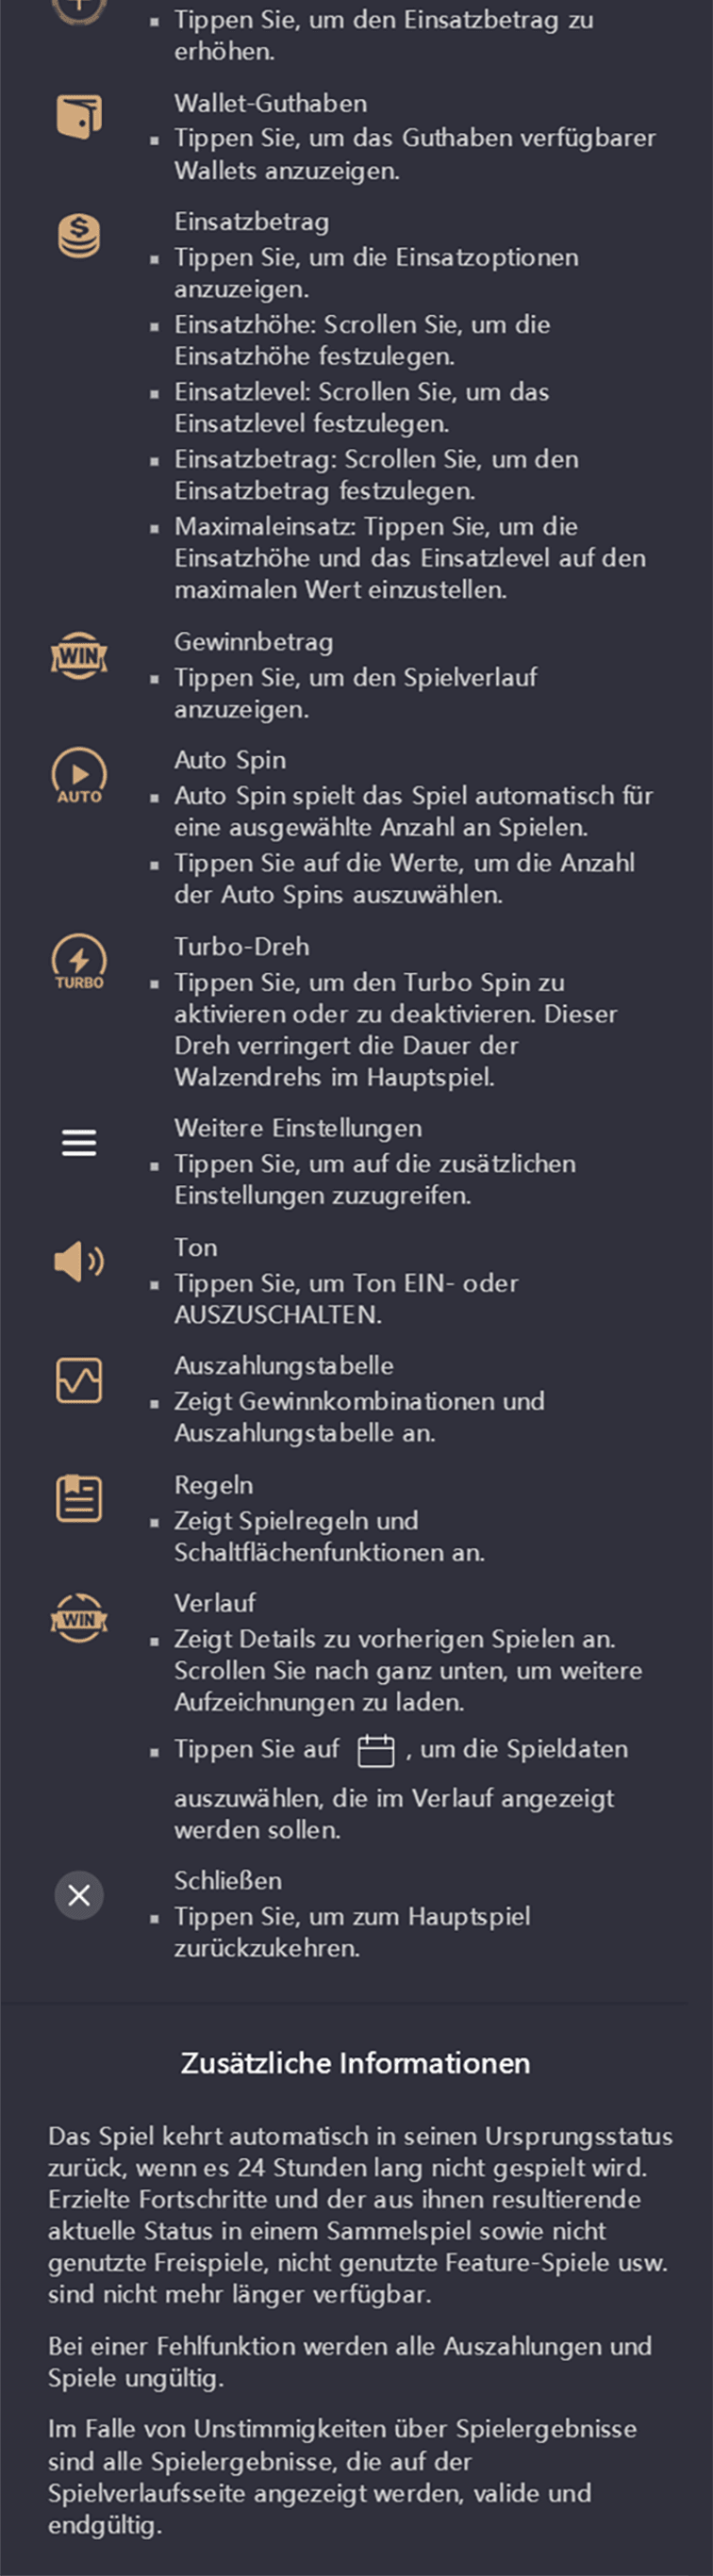 Tippen Sie, um den Einsatzbetrag zu
erhöhen.
Wallet-Guthaben
Tippen Sie, um das Guthaben verfügbarer
Wallets anzuzeigen.
$
Einsatzbetrag
Tippen Sie, um die Einsatzoptionen
anzuzeigen.
Einsatzhöhe: Scrollen Sie, um die
Einsatzhöhe festzulegen.
Einsatzlevel: Scrollen Sie, um das
Einsatzlevel festzulegen.
Einsatzbetrag: Scrollen Sie, um den
Einsatzbetrag festzulegen.
Maximaleinsatz: Tippen Sie, um die
Einsatzhöhe und das Einsatzlevel auf den
maximalen Wert einzustellen.
Gewinnbetrag
WIN
Tippen Sie, um den Spielverlauf
anzuzeigen.
Auto Spin
AUTO
Auto Spin spielt das Spiel automatisch für
eine ausgewählte Anzahl an Spielen.
Tippen Sie auf die Werte, um die Anzahl
der Auto Spins auszuwählen.
Turbo-Dreh
TURBO
Tippen Sie, um den Turbo Spin zu
aktivieren oder zu deaktivieren. Dieser
Dreh verringert die Dauer der
Walzendrehs im Hauptspiel.
Weitere Einstellungen
Tippen Sie, um auf die zusätzlichen
Einstellungen zuzugreifen.
Ton
Tippen Sie, um Ton EIN- oder
AUSZUSCHALTEN.
Auszahlungstabelle
Zeigt Gewinnkombinationen und
Auszahlungstabelle an.
Regeln
Zeigt Spielregeln und
Schaltflächenfunktionen an.
Verlauf
WIN
Zeigt Details zu vorherigen Spielen an.
Scrollen Sie nach ganz unten, um weitere
Aufzeichnungen zu laden.
Tippen Sie auf , um die Spieldaten
auszuwählen, die im Verlauf angezeigt
werden sollen.
Schließen
Tippen Sie, um zum Hauptspiel
zurückzukehren.
Zusätzliche Informationen
Das Spiel kehrt automatisch in seinen Ursprungsstatus
zurück, wenn es 24 Stunden lang nicht gespielt wird.
Erzielte Fortschritte und der aus ihnen resultierende
aktuelle Status in einem Sammelspiel sowie nicht
genutzte Freispiele, nicht genutzte Feature-Spiele usw.
sind nicht mehr länger verfügbar.
Bei einer Fehlfunktion werden alle Auszahlungen und
Spiele ungültig.
Im Falle von Unstimmigkeiten über Spielergebnisse
sind alle Spielergebnisse, die auf der
Spielverlaufsseite angezeigt werden, valide und
endgültig.